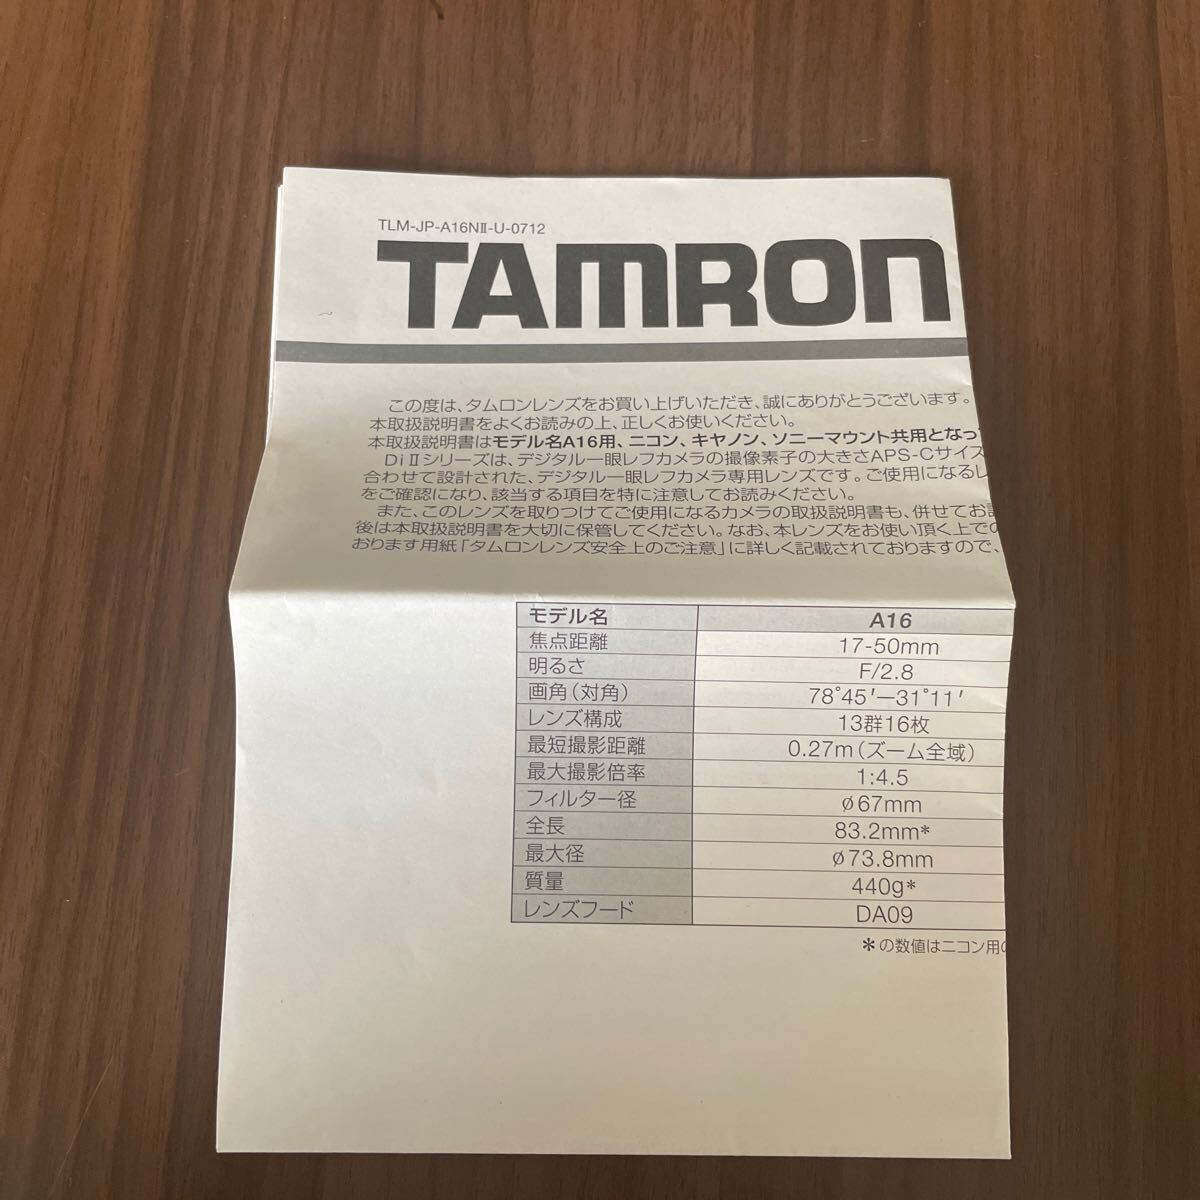 TLM-JP-A16NⅡ-U-0712
TAMRON
この度は、タムロンレンズをお買い上げいただき、誠にありがとうございます。
本取扱説明書をよくお読みの上、正しくお使いください。
本取扱説明書はモデル名A16用、ニコン、キヤノン、ソニーマウント共用となっ
DiⅡシリーズは、デジタル一眼レフカメラの撮像素子の大きさAPS-Cサイズ
合わせて設計された、デジタル一眼レフカメラ専用レンズです。ご使用になるレ
をご確認になり、該当する項目を特に注意してお読みください。
また、このレンズを取りつけてご使用になるカメラの取扱説明書も、併せてお読
後は本取扱説明書を大切に保管してください。なお、本レンズをお使い頂く上での
おります用紙「タムロンレンズ安全上のご注意」に詳しく記載されておりますので、
モデル名 A16
焦点距離 17-50mm
明るさ F/2.8
画角（対角） 78°45′－31°11′
レンズ構成 13群16枚
最短撮影距離 0.27m（ズーム全域）
最大撮影倍率 1:4.5
フィルター径 φ67mm
全長 83.2mm*
最大径 φ73.8mm
質量 440g*
レンズフード DA09
＊の数値はニコン用の